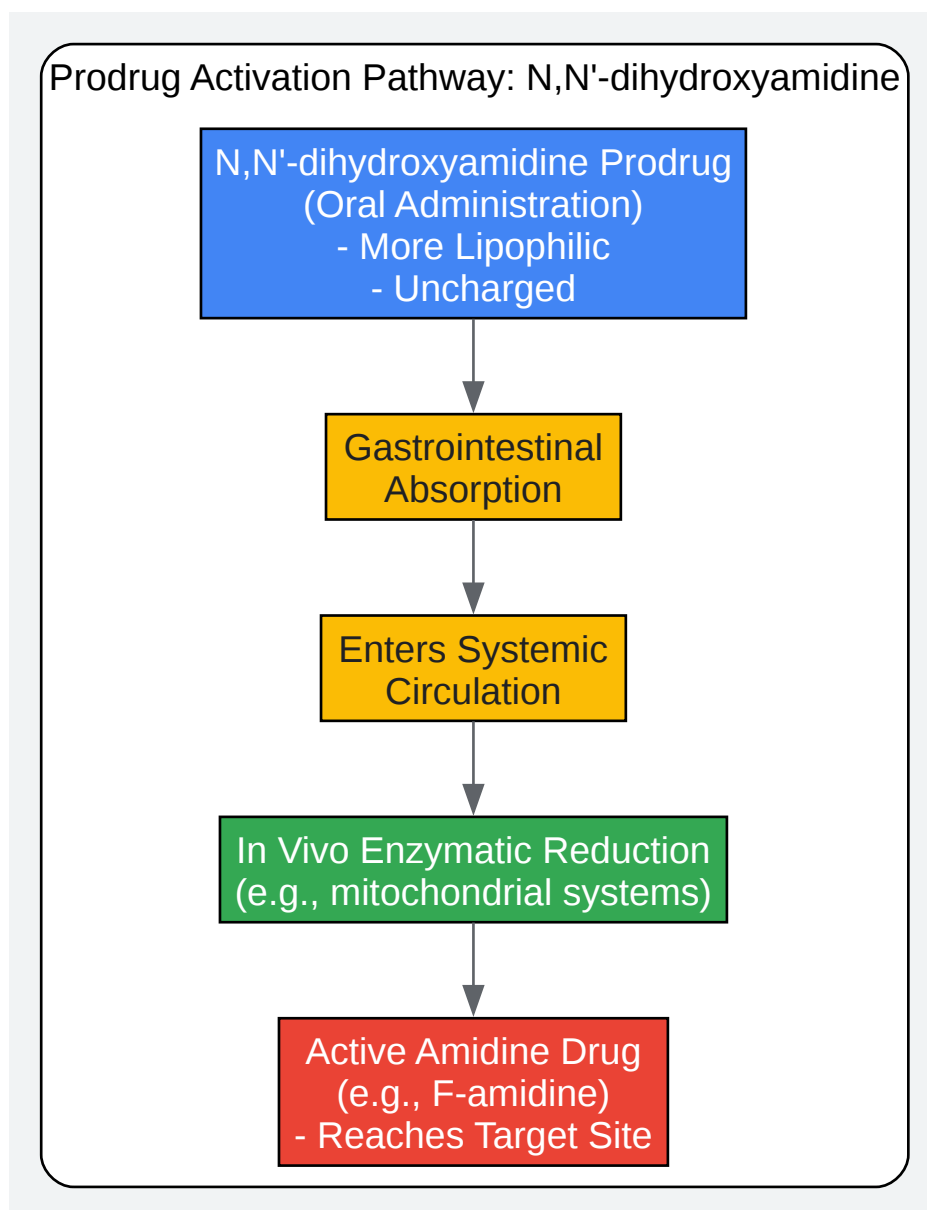 Prodrug Activation Pathway: N,N'-dihydroxyamidine
N,N'-dihydroxyamidine Prodrug
(Oral Administration)
- More Lipophilic
- Uncharged
Gastrointestinal
Absorption
Enters Systemic
Circulation
In Vivo Enzymatic Reduction
(e.g., mitochondrial systems)
Active Amidine Drug
(e.g., F-amidine)
- Reaches Target Site